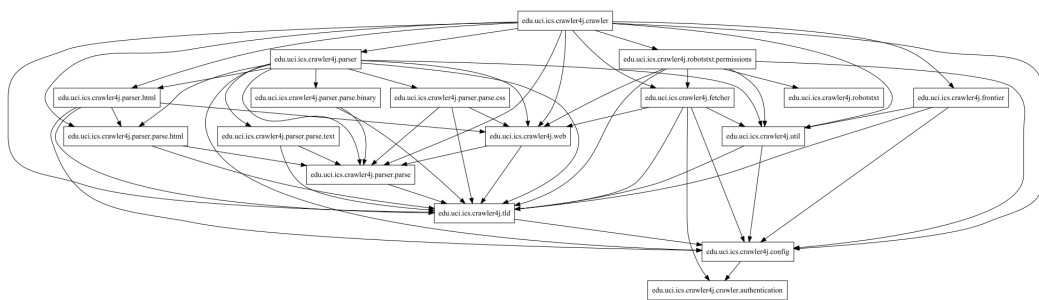 edu.uci.ics.crawler4j.crawler
edu.uci.ics.crawler4j.parser
edu.uci.ics.crawler4j.robotstxt.permissions
edu.uci.ics.crawler4j.parser.html
edu.uci.ics.crawler4j.parser.parse.binary
edu.uci.ics.crawler4j.parser.parse.css
edu.uci.ics.crawler4j.fetcher
edu.uci.ics.crawler4j.robotstxt
edu.uci.ics.crawler4j.frontier
edu.uci.ics.crawler4j.parser.parse.html
edu.uci.ics.crawler4j.parser.parse.text
edu.uci.ics.crawler4j.web
edu.uci.ics.crawler4j.util
edu.uci.ics.crawler4j.parser.parse
edu.uci.ics.crawler4j.tld
edu.uci.ics.crawler4j.config
edu.uci.ics.crawler4j.crawler.authentication